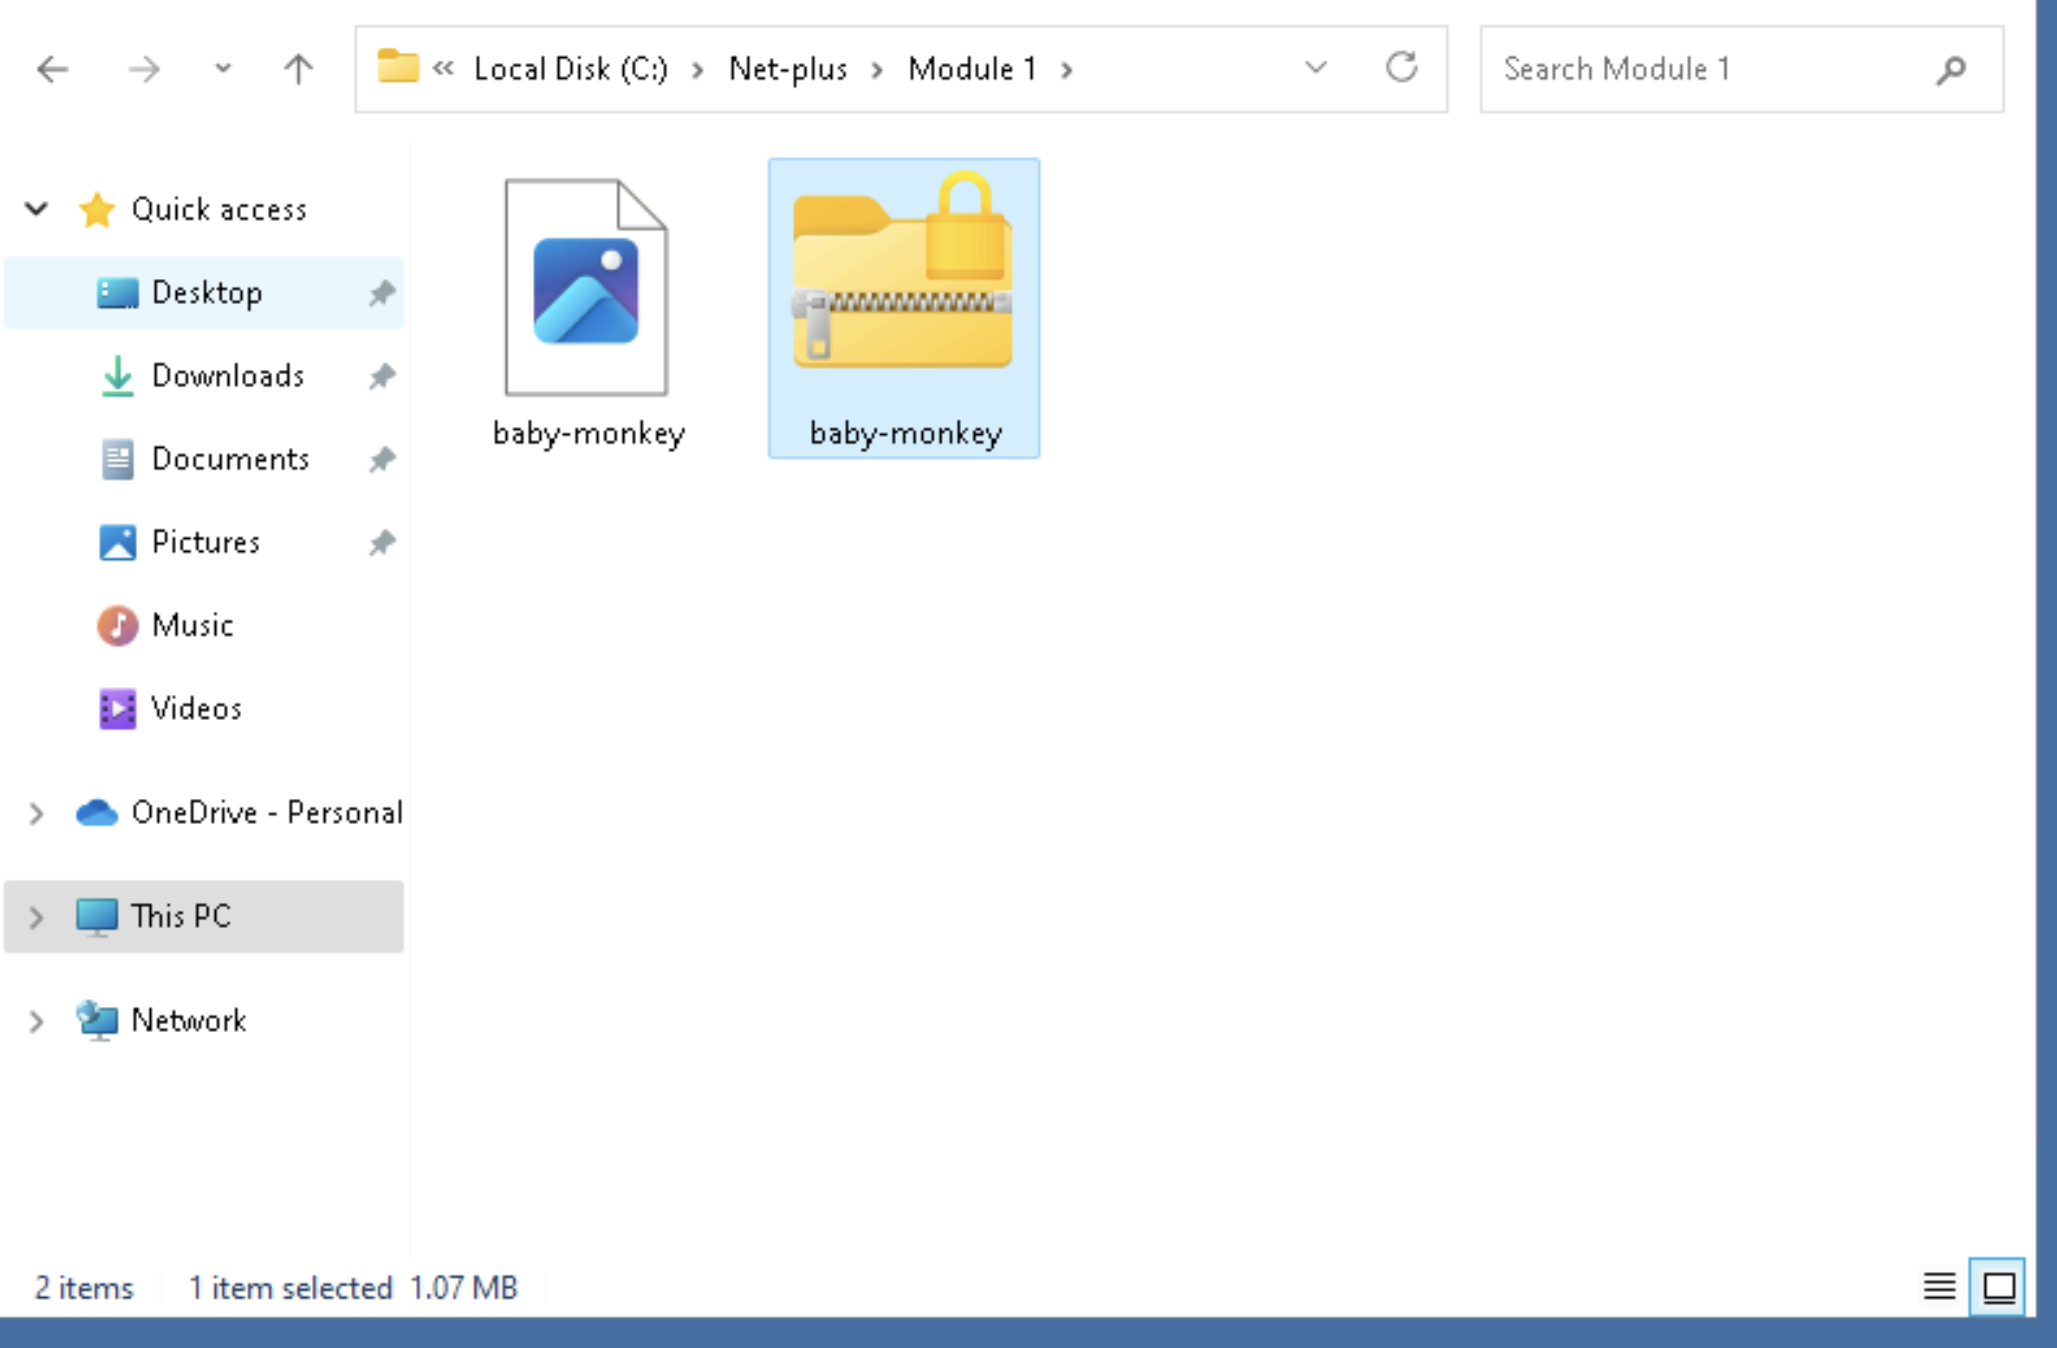 « Local Disk (C:) > Net-plus > Module 1 >
Search Module 1
Quick access
Desktop
Downloads
Documents
Pictures
Music
Videos
OneDrive - Personal
This PC
Network
baby-monkey
baby-monkey
2 items
1 item selected 1.07 MB